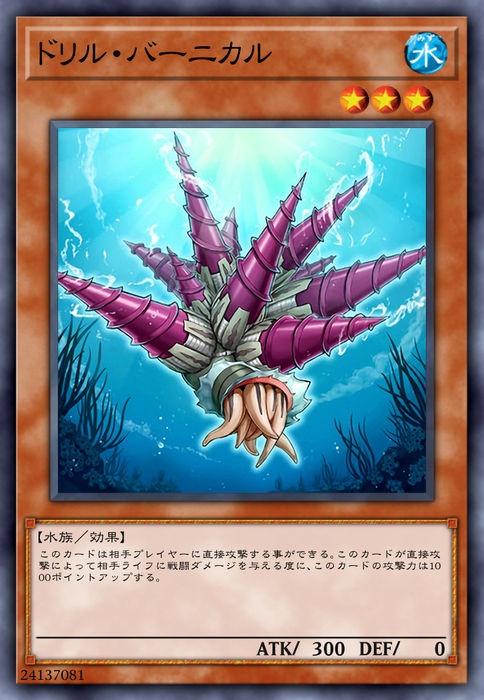 ドリル・バーニカル
みず
水
【水族／効果】
このカードは相手プレイヤーに直接攻撃する事ができる。このカードが直接攻
撃によって相手ライフに戦闘ダメージを与える度に、このカードの攻撃力は10
00ポイントアップする。
ATK/ 300 DEF/ 0
24137081